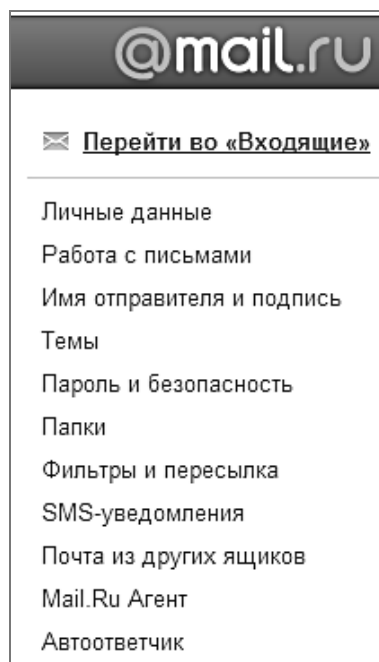 @mail.ru
Перейти во «Входящие»
Личные данные
Работа с письмами
Имя отправителя и подпись
Темы
Пароль и безопасность
Папки
Фильтры и пересылка
SMS-уведомления
Почта из других ящиков
Mail.Ru Агент
Автоответчик